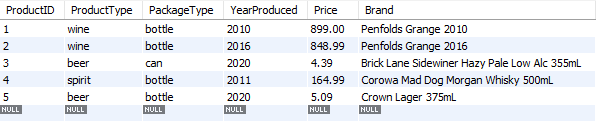 ProductID ProductType PackageType YearProduced Price Brand
1 wine bottle 2010 899.00 Penfolds Grange 2010
2 wine bottle 2016 848.99 Penfolds Grange 2016
3 beer can 2020 4.39 Brick Lane Sidewiner Hazy Pale Low Alc 355mL
4 spirit bottle 2011 164.99 Corowa Mad Dog Morgan Whisky 500mL
5 beer bottle 2020 5.09 Crown Lager 375mL
NULL NULL NULL NULL NULL NULL